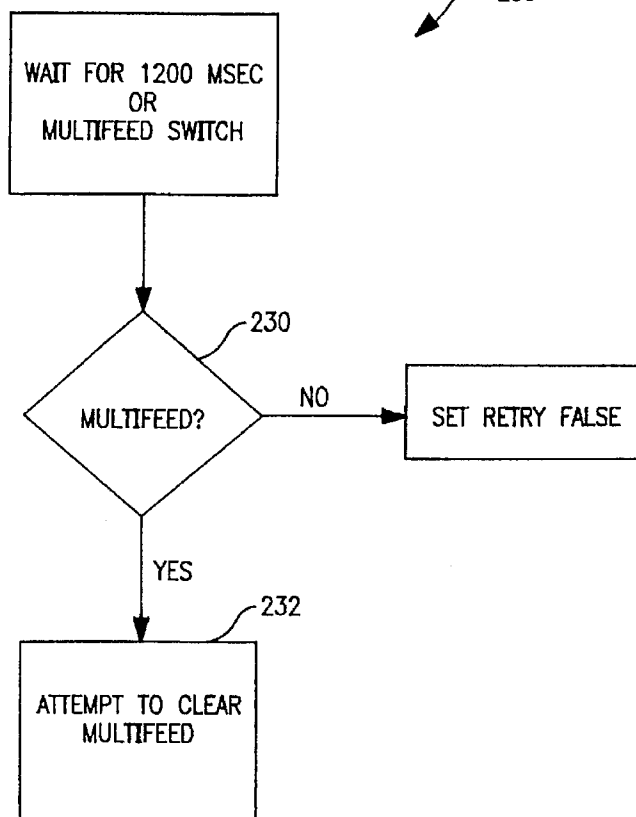 WAIT FOR 1200 MSEC
OR
MULTIFEED SWITCH
230
MULTIFEED?
NO
SET RETRY FALSE
YES
232
ATTEMPT TO CLEAR
MULTIFEED